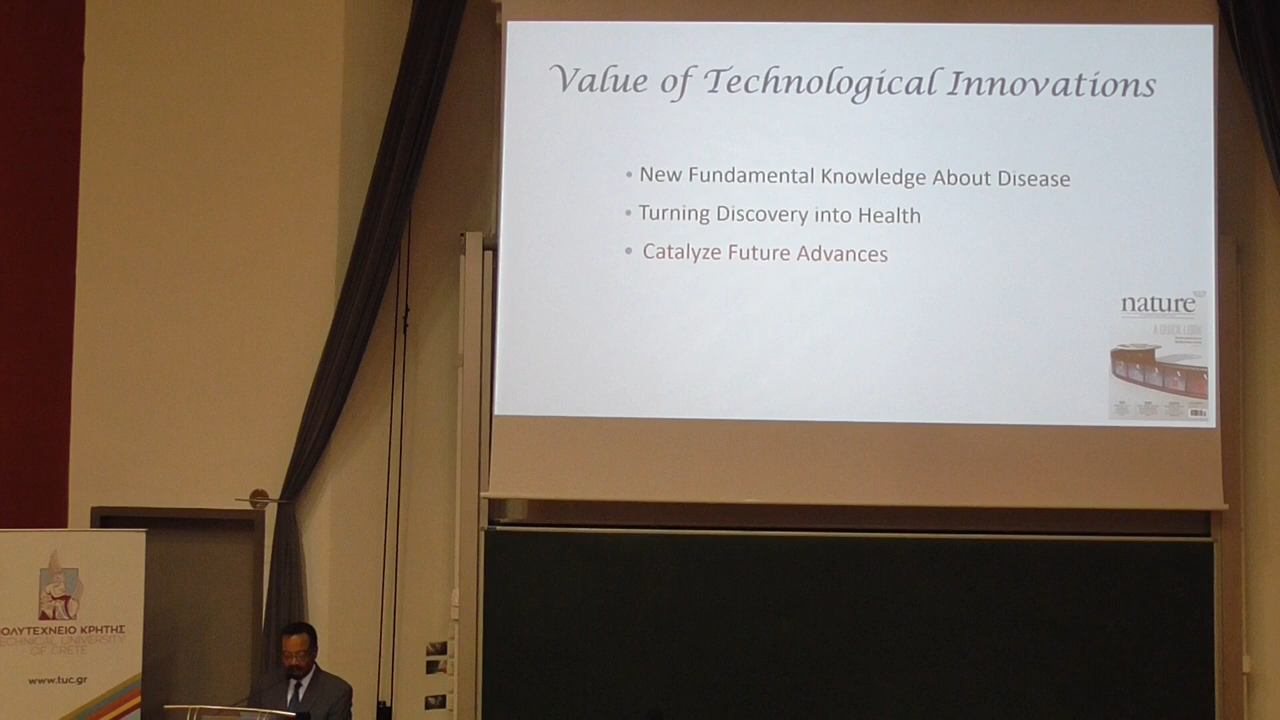 Value of Technological Innovations
• New Fundamental Knowledge About Disease
• Turning Discovery into Health
• Catalyze Future Advances
nature
ΟΛΥΤΕΧΝΕΙΟ ΚΡΗΤΗΣ
TECHNICAL UNIVERSITY
OF CRETE
www.tuc.gr